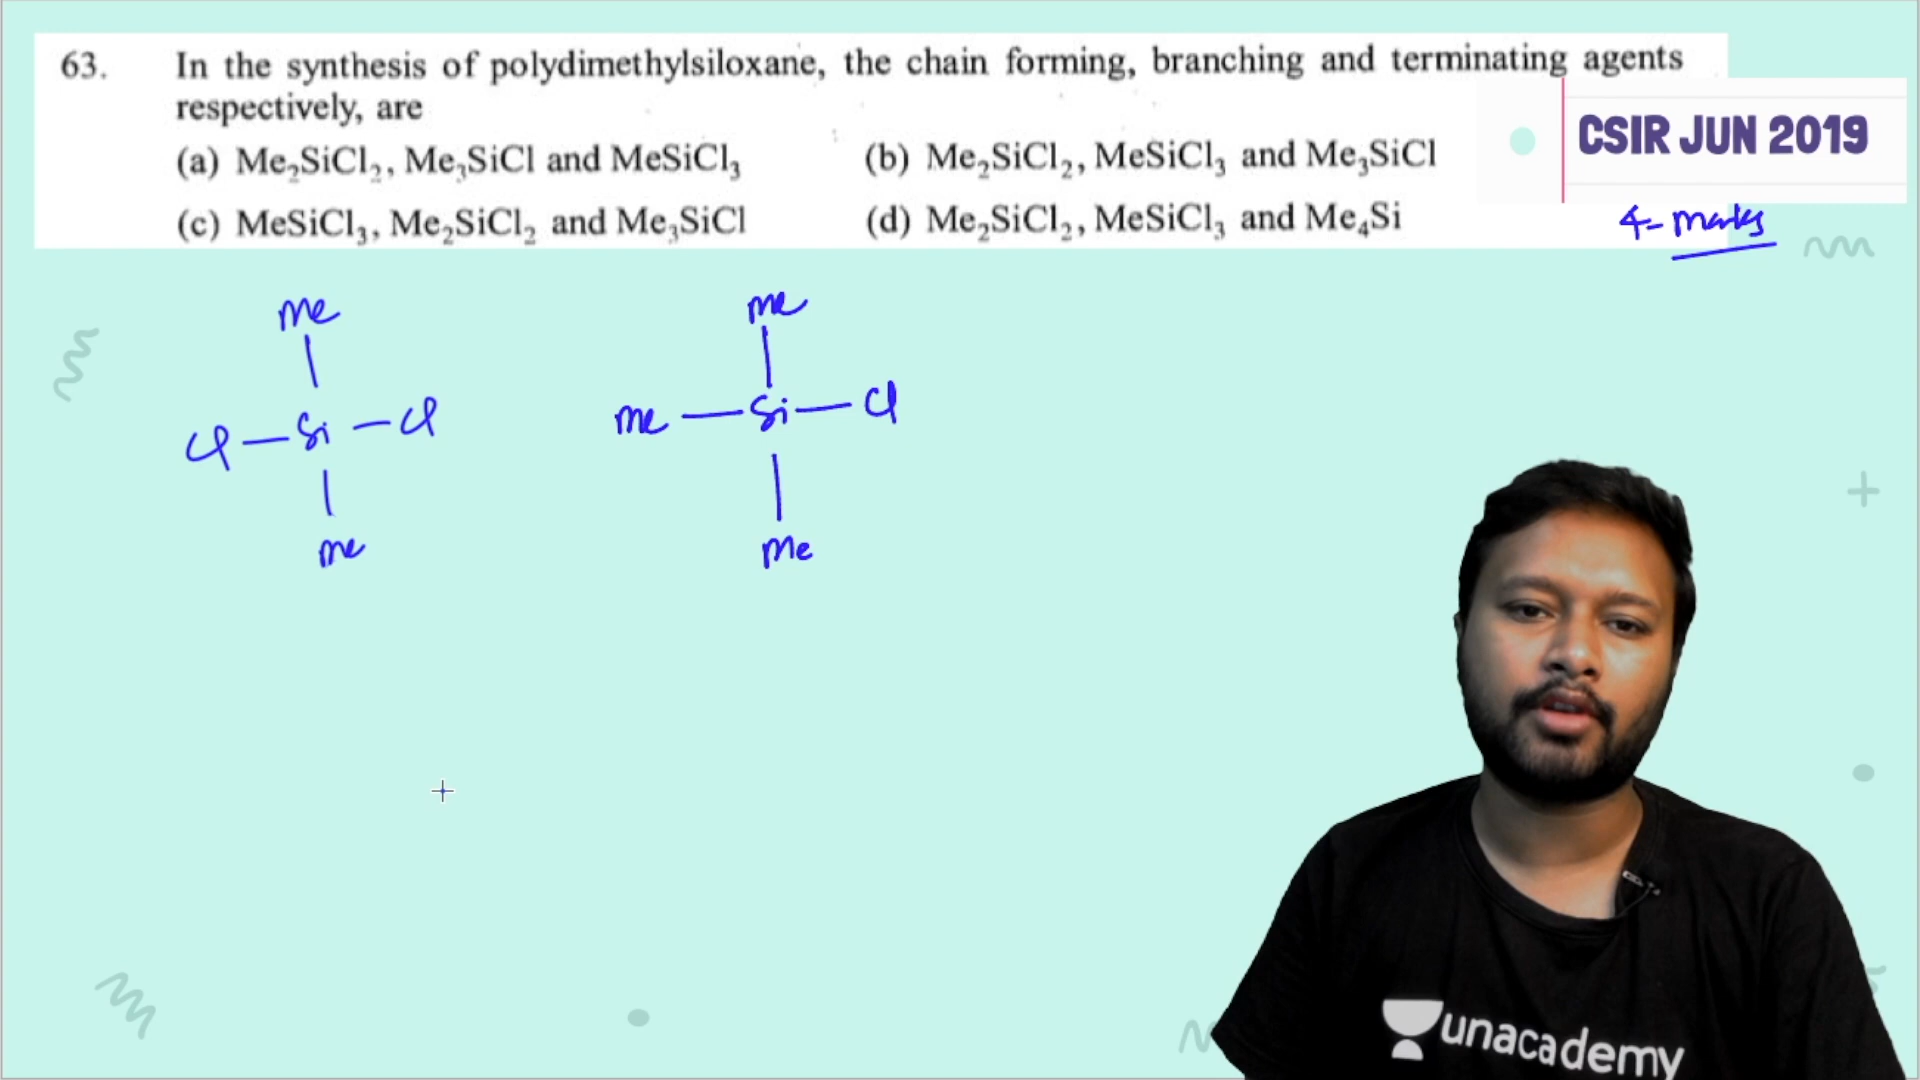 63. In the synthesis of polydimethylsiloxane, the chain forming, branching and terminating agents
respectively, are
(a) Me₂SiCl₂, Me₃SiCl and MeSiCl₃ (b) Me₂SiCl₂, MeSiCl₃ and Me₃SiCl
(c) MeSiCl₃, Me₂SiCl₂ and Me₃SiCl (d) Me₂SiCl₂, MeSiCl₃ and Me₄Si
CSIR JUN 2019
4- marks
me me
Cl—Si—Cl me—Si—Cl
me Me
unacademy